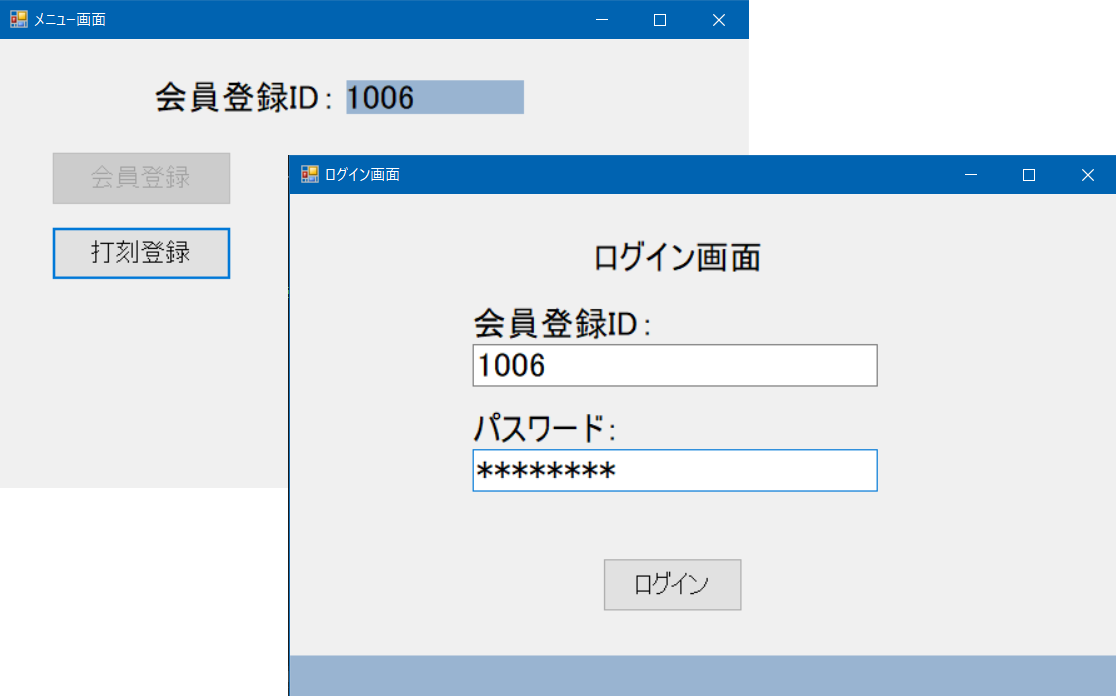 メニュー画面
会員登録ID: 1006
会員登録
打刻登録
ログイン画面
ログイン画面
会員登録ID:
1006
パスワード:
********
ログイン